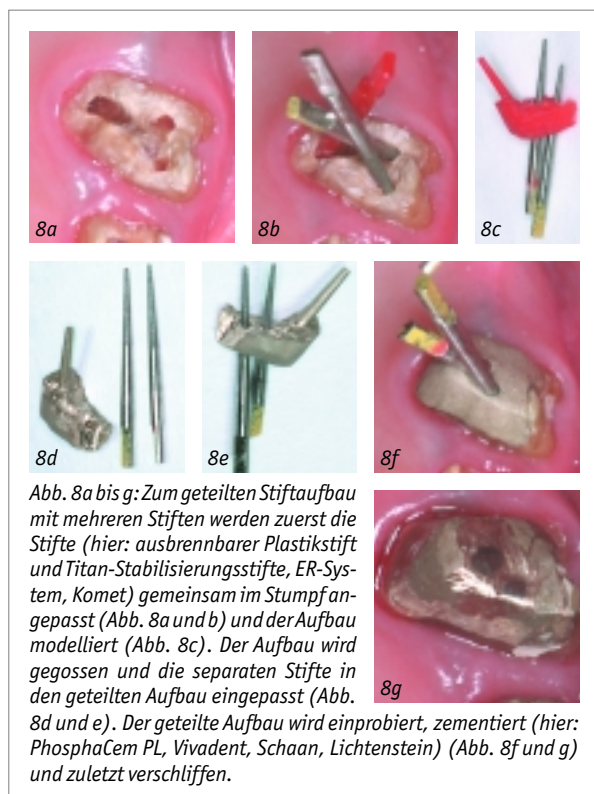 8a
8b
8c
8d
8e
8f
8g
Abb. 8a bis g: Zum geteilten Stiftaufbau
mit mehreren Stiften werden zuerst die
Stifte (hier: ausbrennbarer Plastikstift
und Titan-Stabilisierungsstifte, ER-Sys-
tem, Komet) gemeinsam im Stumpf an-
gepasst (Abb. 8a und b) und der Aufbau
modelliert (Abb. 8c). Der Aufbau wird
gegossen und die separaten Stifte in
den geteilten Aufbau eingepasst (Abb.
8d und e). Der geteilte Aufbau wird einprobiert, zementiert (hier:
PhosphaCem PL, Vivadent, Schaan, Lichtenstein) (Abb. 8f und g)
und zuletzt verschliffen.